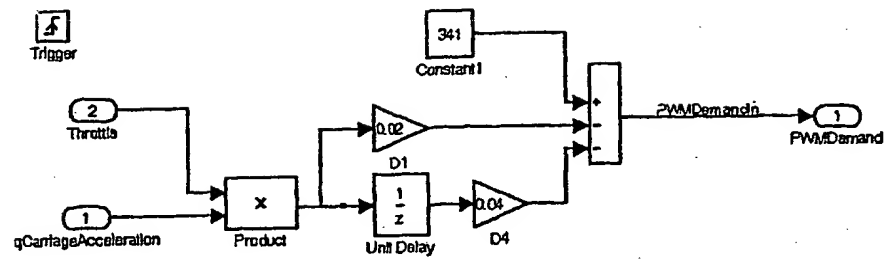 Trigger
341
Constant1
2
Throttle
0.02
D1
+
−
−
PWMDemandIn
1
PWMDemand
1
qCarriageAcceleration
x
Product
1
z
Unit Delay
0.04
D4